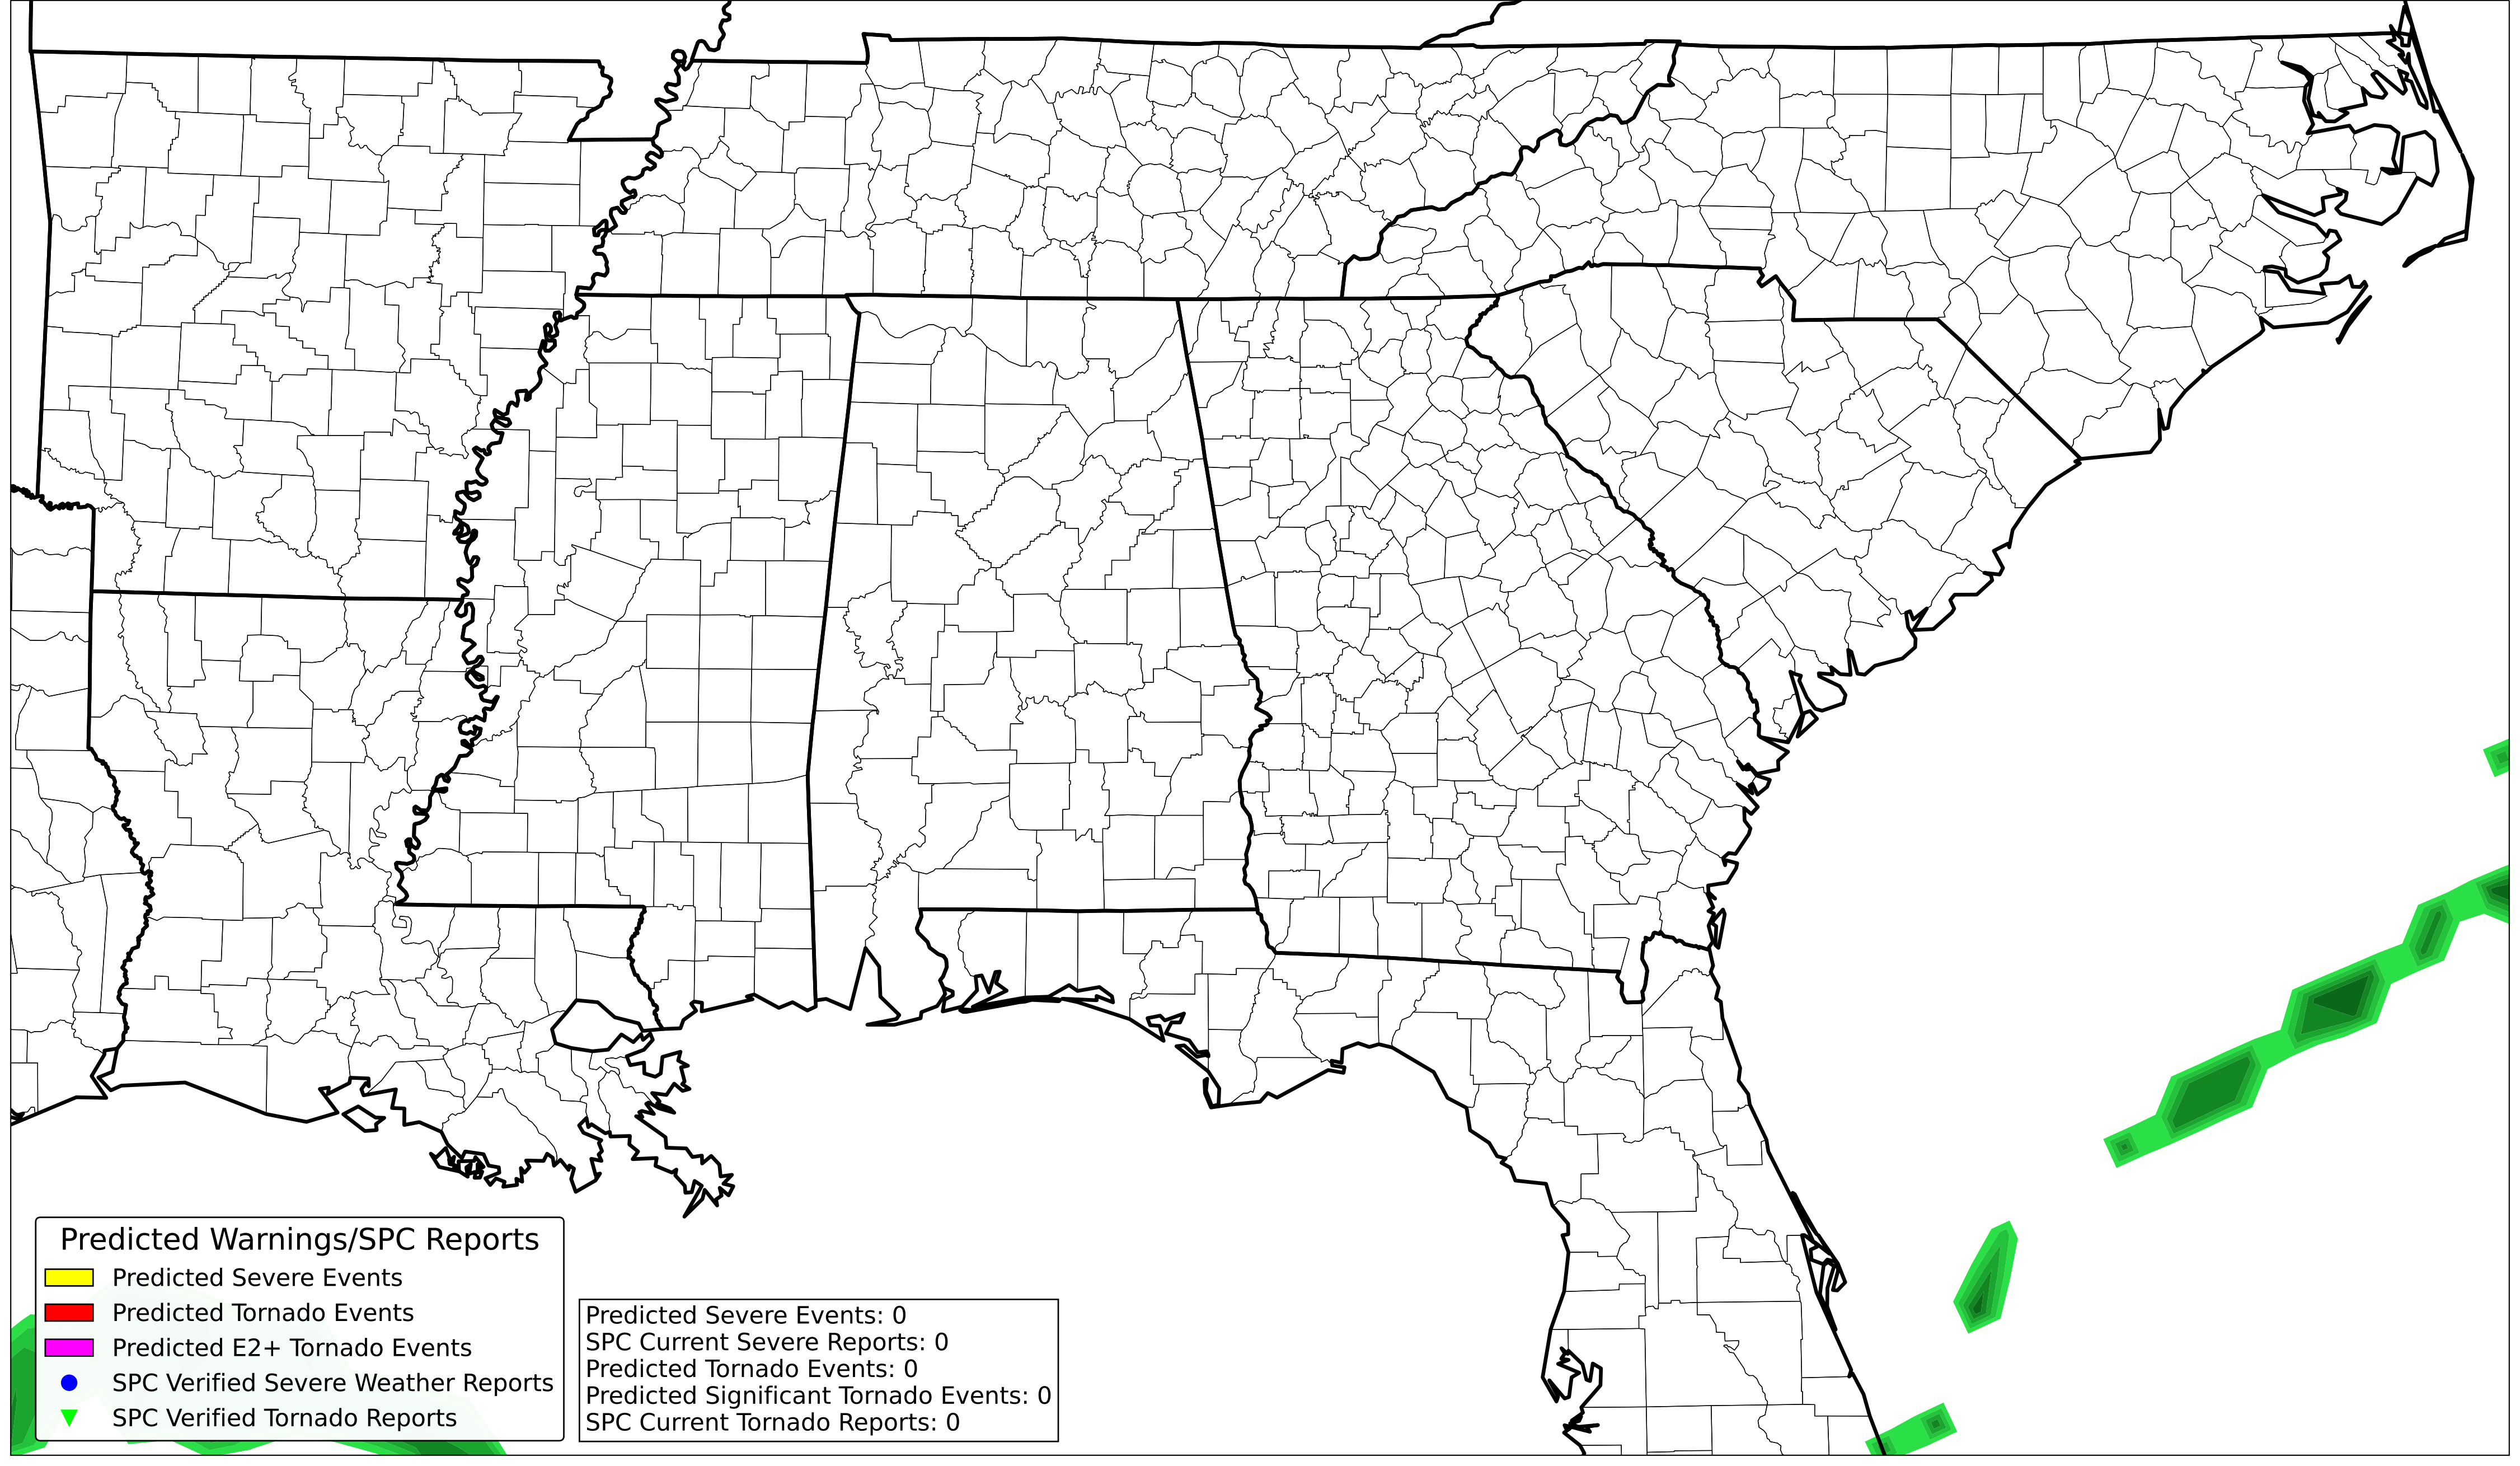 Predicted Warnings/SPC Reports
Predicted Severe Events
Predicted Tornado Events
Predicted E2+ Tornado Events
SPC Verified Severe Weather Reports
SPC Verified Tornado Reports
Predicted Severe Events: 0
SPC Current Severe Reports: 0
Predicted Tornado Events: 0
Predicted Significant Tornado Events: 0
SPC Current Tornado Reports: 0